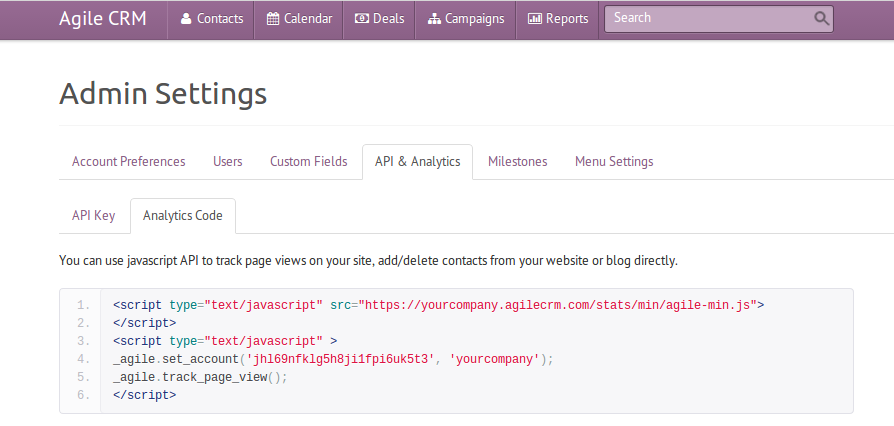 Agile CRM Contacts Calendar Deals Campaigns Reports Search
Admin Settings
Account Preferences Users Custom Fields API & Analytics Milestones Menu Settings
API Key Analytics Code
You can use javascript API to track page views on your site, add/delete contacts from your website or blog directly.
1. <script type="text/javascript" src="https://yourcompany.agilecrm.com/stats/min/agile-min.js">
2. </script>
3. <script type="text/javascript" >
4. _agile.set_account('jhl69nfklg5h8ji1fpi6uk5t3', 'yourcompany');
5. _agile.track_page_view();
6. </script>